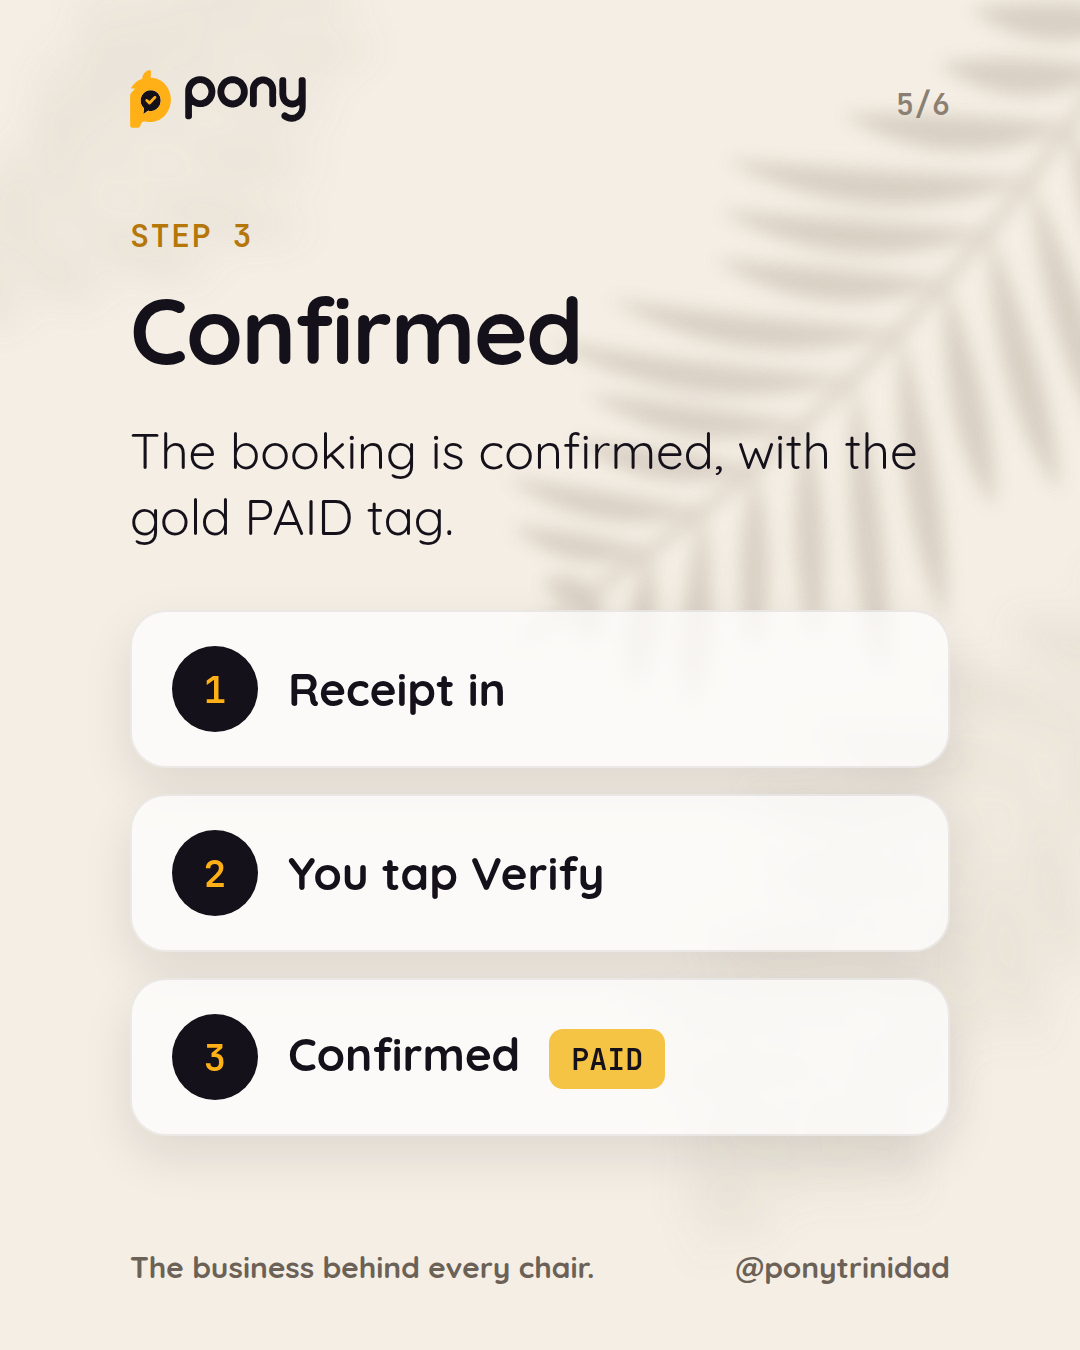 pony
5/6
STEP 3
Confirmed
The booking is confirmed, with the
gold PAID tag.
1 Receipt in
2 You tap Verify
3 Confirmed PAID
The business behind every chair.
@ponytrinidad